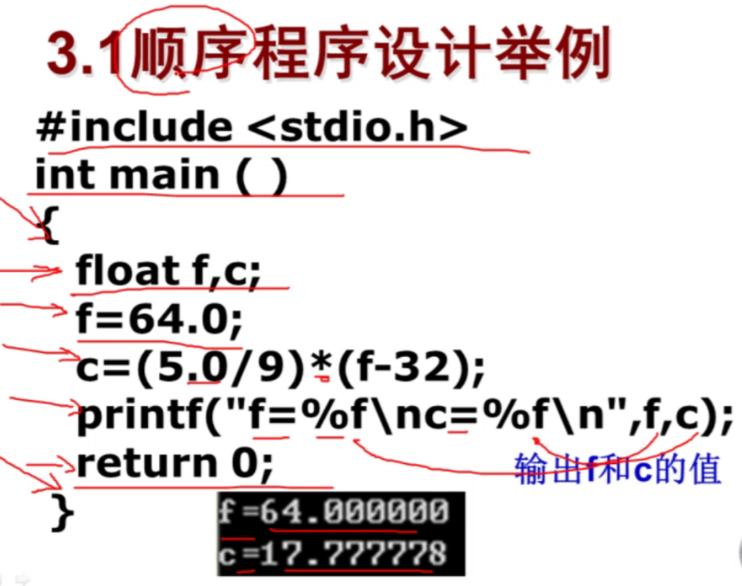 3.1顺序程序设计举例
#include <stdio.h>
int main ( )
{
float f,c;
f=64.0;
c=(5.0/9)*(f-32);
printf("f=%f\nc=%f\n",f,c);
return 0;
输出f和c的值
}
f=64.000000
c=17.777778